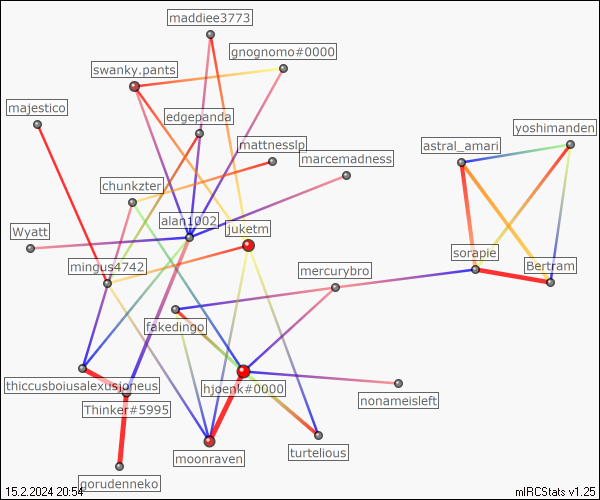 maddiee3773
gnognomo#0000
swanky.pants
majestico
edgepanda
yoshimanden
mattnesslp
astral_amari
marcemadness
chunkzter
alan1002
Wyatt
juketm
sorapie
mingus4742
mercurybro
Bertram
fakedingo
thiccusboiusalexusjoneus
hjoenk#0000
nonameisleft
Thinker#5995
turtelious
moonraven
gorudenneko
15.2.2024 20:54
mIRCStats v1.25